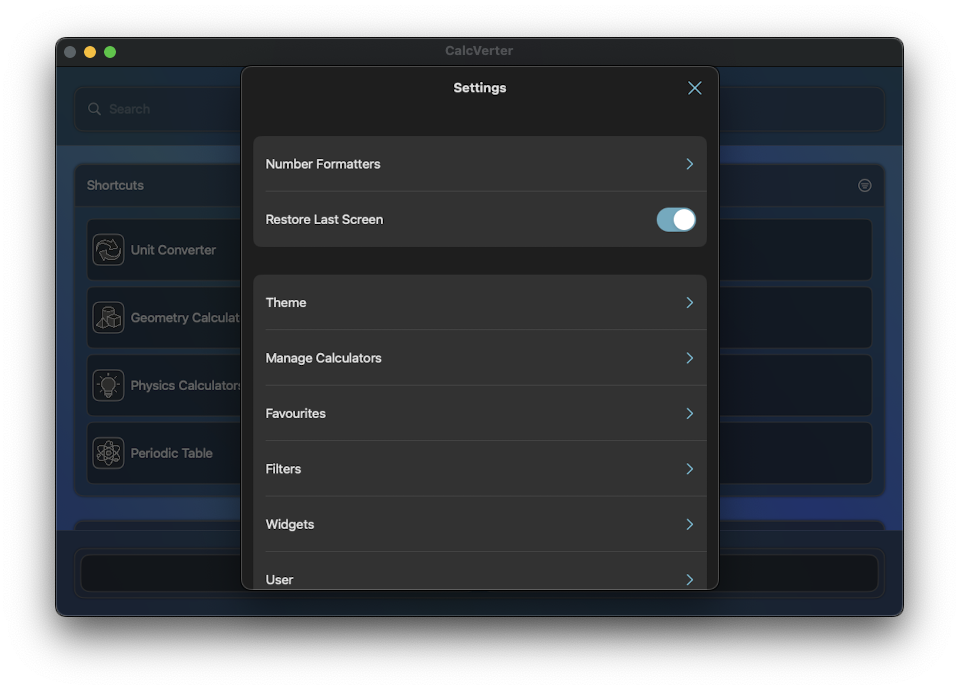 CalcVerter
Settings
Search
Number Formatters
Restore Last Screen
Shortcuts
Unit Converter
Geometry Calculat
Physics Calculators
Periodic Table
Theme
Manage Calculators
Favourites
Filters
Widgets
User